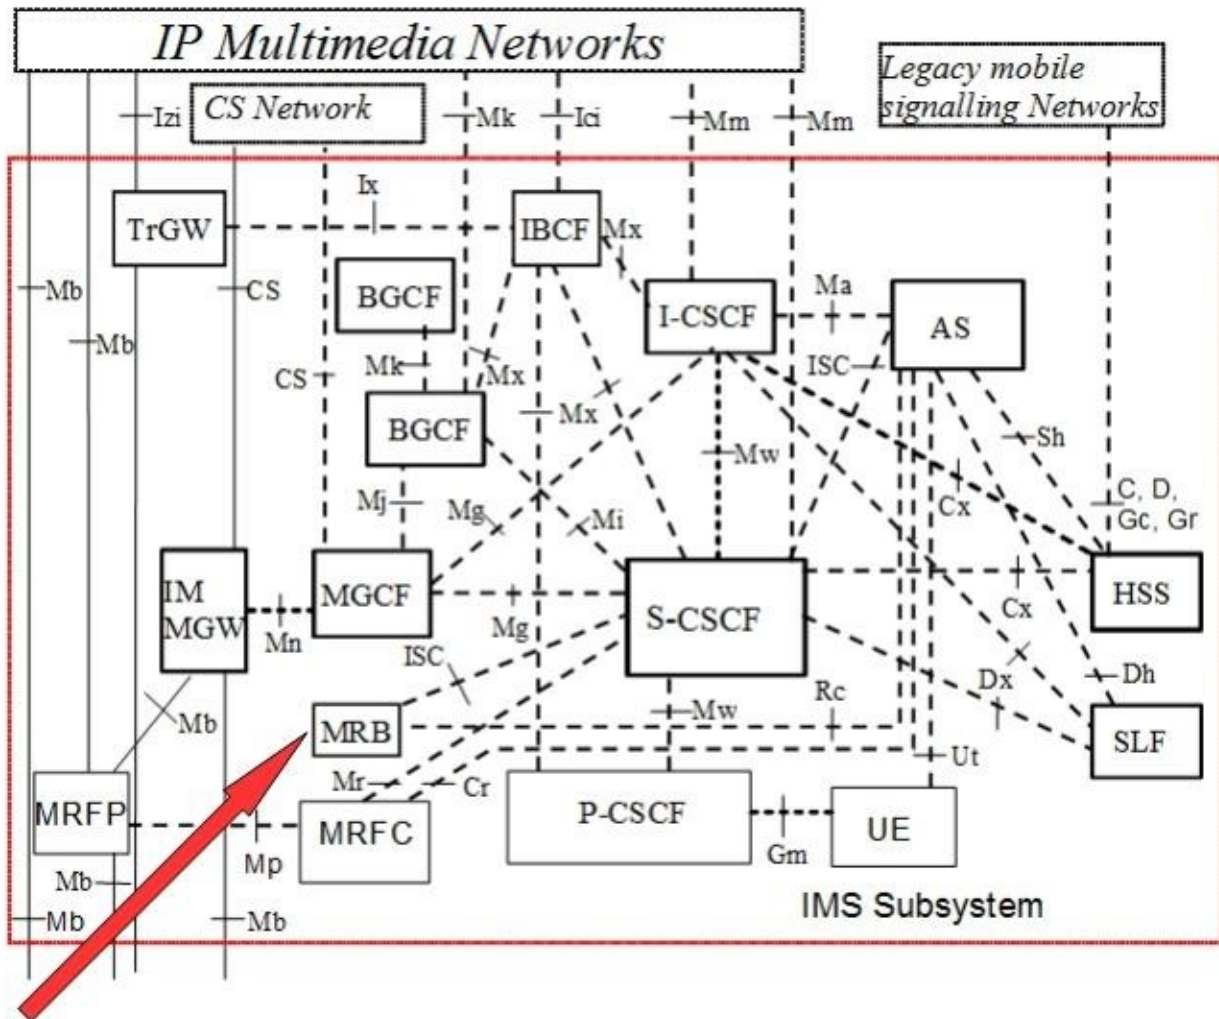 IP Multimedia Networks
Legacy mobile
signalling Networks
CS Network
Izi
Mk
Ici
Mm
Mm
Ix
TrGW
IBCF
Mx
BGCF
I-CSCF
Ma
AS
Mb
CS
Mb
CS
Mk
Mx
Mx
ISC
BGCF
Mw
Sh
Cx
C, D,
Gc, Gr
Mj
Mg
Mi
IM
MGW
MGCF
S-CSCF
HSS
Mn
Mg
Cx
ISC
Mb
Rc
Dx
Dh
MRB
Mw
SLF
Ut
Mr
Cr
MRFP
MRFC
P-CSCF
UE
Mp
Gm
Mb
Mb
Mb
IMS Subsystem